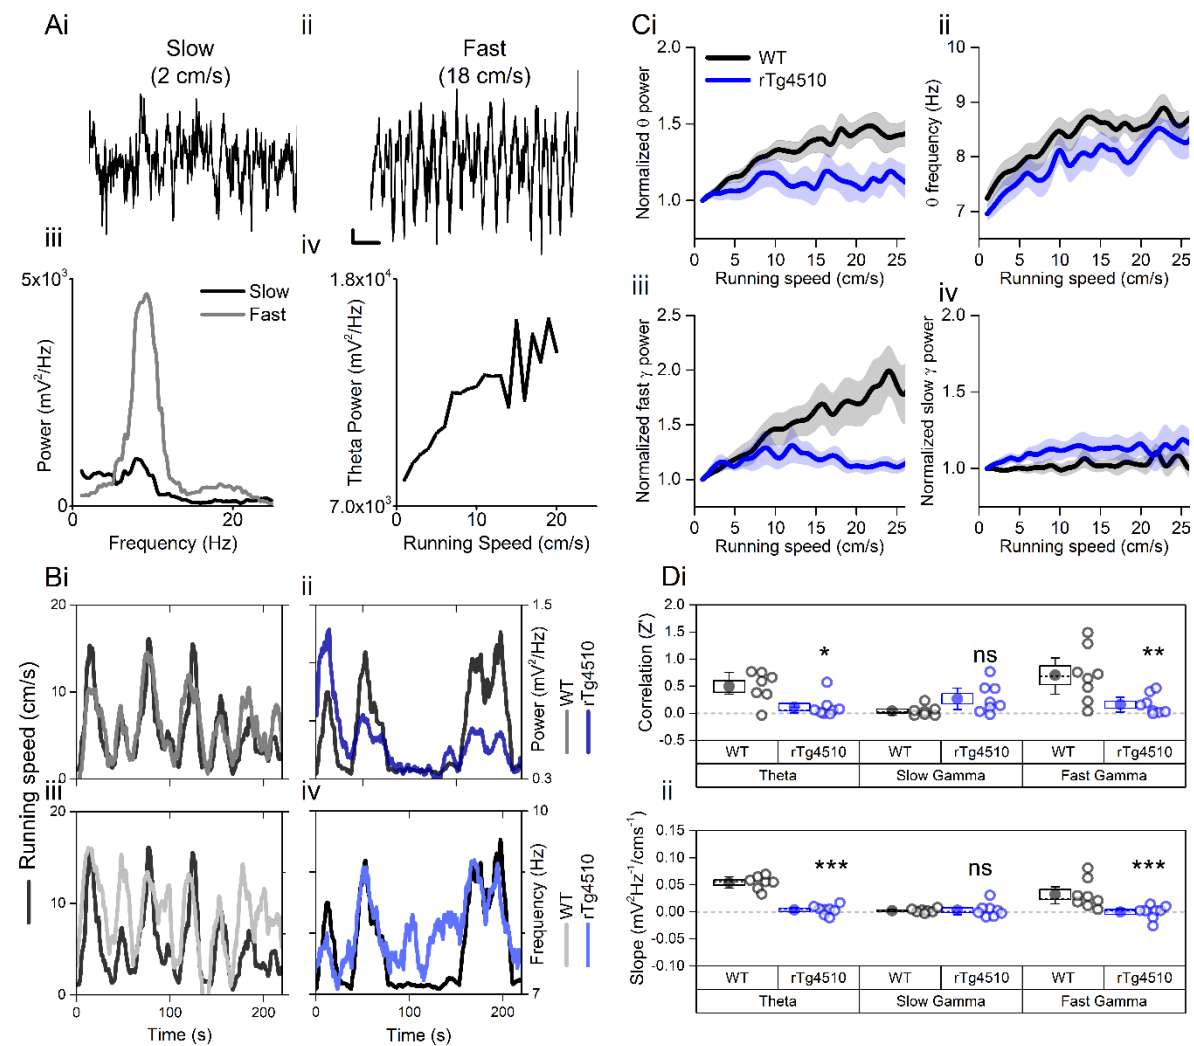 Ai
Slow
(2 cm/s)
ii
Fast
(18 cm/s)
iii
5x10³
Slow
Fast
Power (mV²/Hz)
0
0
20
Frequency (Hz)
iv
1.8x10⁴
Theta Power (mV²/Hz)
7.0x10³
0
10
20
Running Speed (cm/s)
Bi
Running speed (cm/s)
20
10
0
0
100
200
ii
1.5
0.3
Power (mV²/Hz)
WT
rTg4510
iii
20
10
0
0
100
200
Time (s)
iv
10
7
Frequency (Hz)
WT
rTg4510
0
100
200
Time (s)
Ci
WT
rTg4510
Normalized θ power
2.0
1.5
1.0
0 5 10 15 20 25
Running speed (cm/s)
ii
θ frequency (Hz)
10
9
8
7
0 5 10 15 20 25
Running speed (cm/s)
iii
Normalized fast γ power
2.5
2.0
1.5
1.0
0 5 10 15 20 25
Running speed (cm/s)
iv
Normalized slow γ power
2.0
1.5
1.0
0 5 10 15 20 25
Running speed (cm/s)
Di
Correlation (Z')
2.0
1.5
1.0
0.5
0.0
-0.5
* ns **
WT rTg4510 WT rTg4510 WT rTg4510
Theta Slow Gamma Fast Gamma
ii
Slope (mV²Hz⁻¹/cms⁻¹)
0.15
0.10
0.05
0.00
-0.05
-0.10
*** ns ***
WT rTg4510 WT rTg4510 WT rTg4510
Theta Slow Gamma Fast Gamma